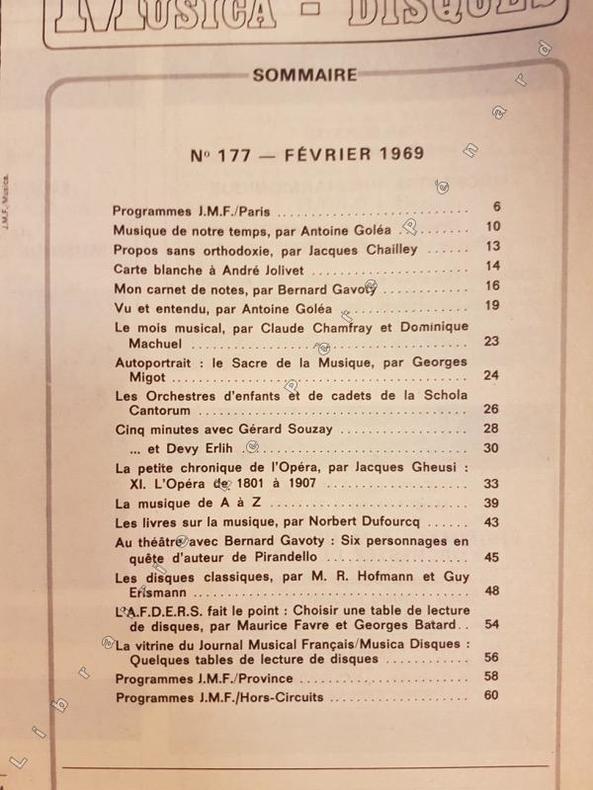 MUSICA - DISQUES
SOMMAIRE
Nº 177 — FÉVRIER 1969
J.M.F. Musica.
Programmes J.M.F./Paris .......................... 6
Musique de notre temps, par Antoine Goléa .......... 10
Propos sans orthodoxie, par Jacques Chailley ...... 13
Carte blanche à André Jolivet ...................... 14
Mon carnet de notes, par Bernard Gavoty ............ 16
Vu et entendu, par Antoine Goléa .................. 19
Le mois musical, par Claude Chamfray et Dominique
Machuel .................................. 23
Autoportrait : le Sacre de la Musique, par Georges
Migot .................................... 24
Les Orchestres d'enfants et de cadets de la Schola
Cantorum ................................ 26
Cinq minutes avec Gérard Souzay .................. 28
... et Devy Erlih .............................. 30
La petite chronique de l'Opéra, par Jacques Gheusi :
XI. L'Opéra de 1801 à 1907 .................. 33
La musique de A à Z ............................ 39
Les livres sur la musique, par Norbert Dufourcq ...... 43
Au théâtre avec Bernard Gavoty : Six personnages en
quête d'auteur de Pirandello .................. 45
Les disques classiques, par M. R. Hofmann et Guy
Erismann .................................. 48
L'A.F.D.E.R.S. fait le point : Choisir une table de lecture
de disques, par Maurice Favre et Georges Batard.. 54
La vitrine du Journal Musical Français/Musica Disques :
Quelques tables de lecture de disques ............ 56
Programmes J.M.F./Province ...................... 58
Programmes J.M.F./Hors-Circuits .................. 60
Librairie de Père Pénard